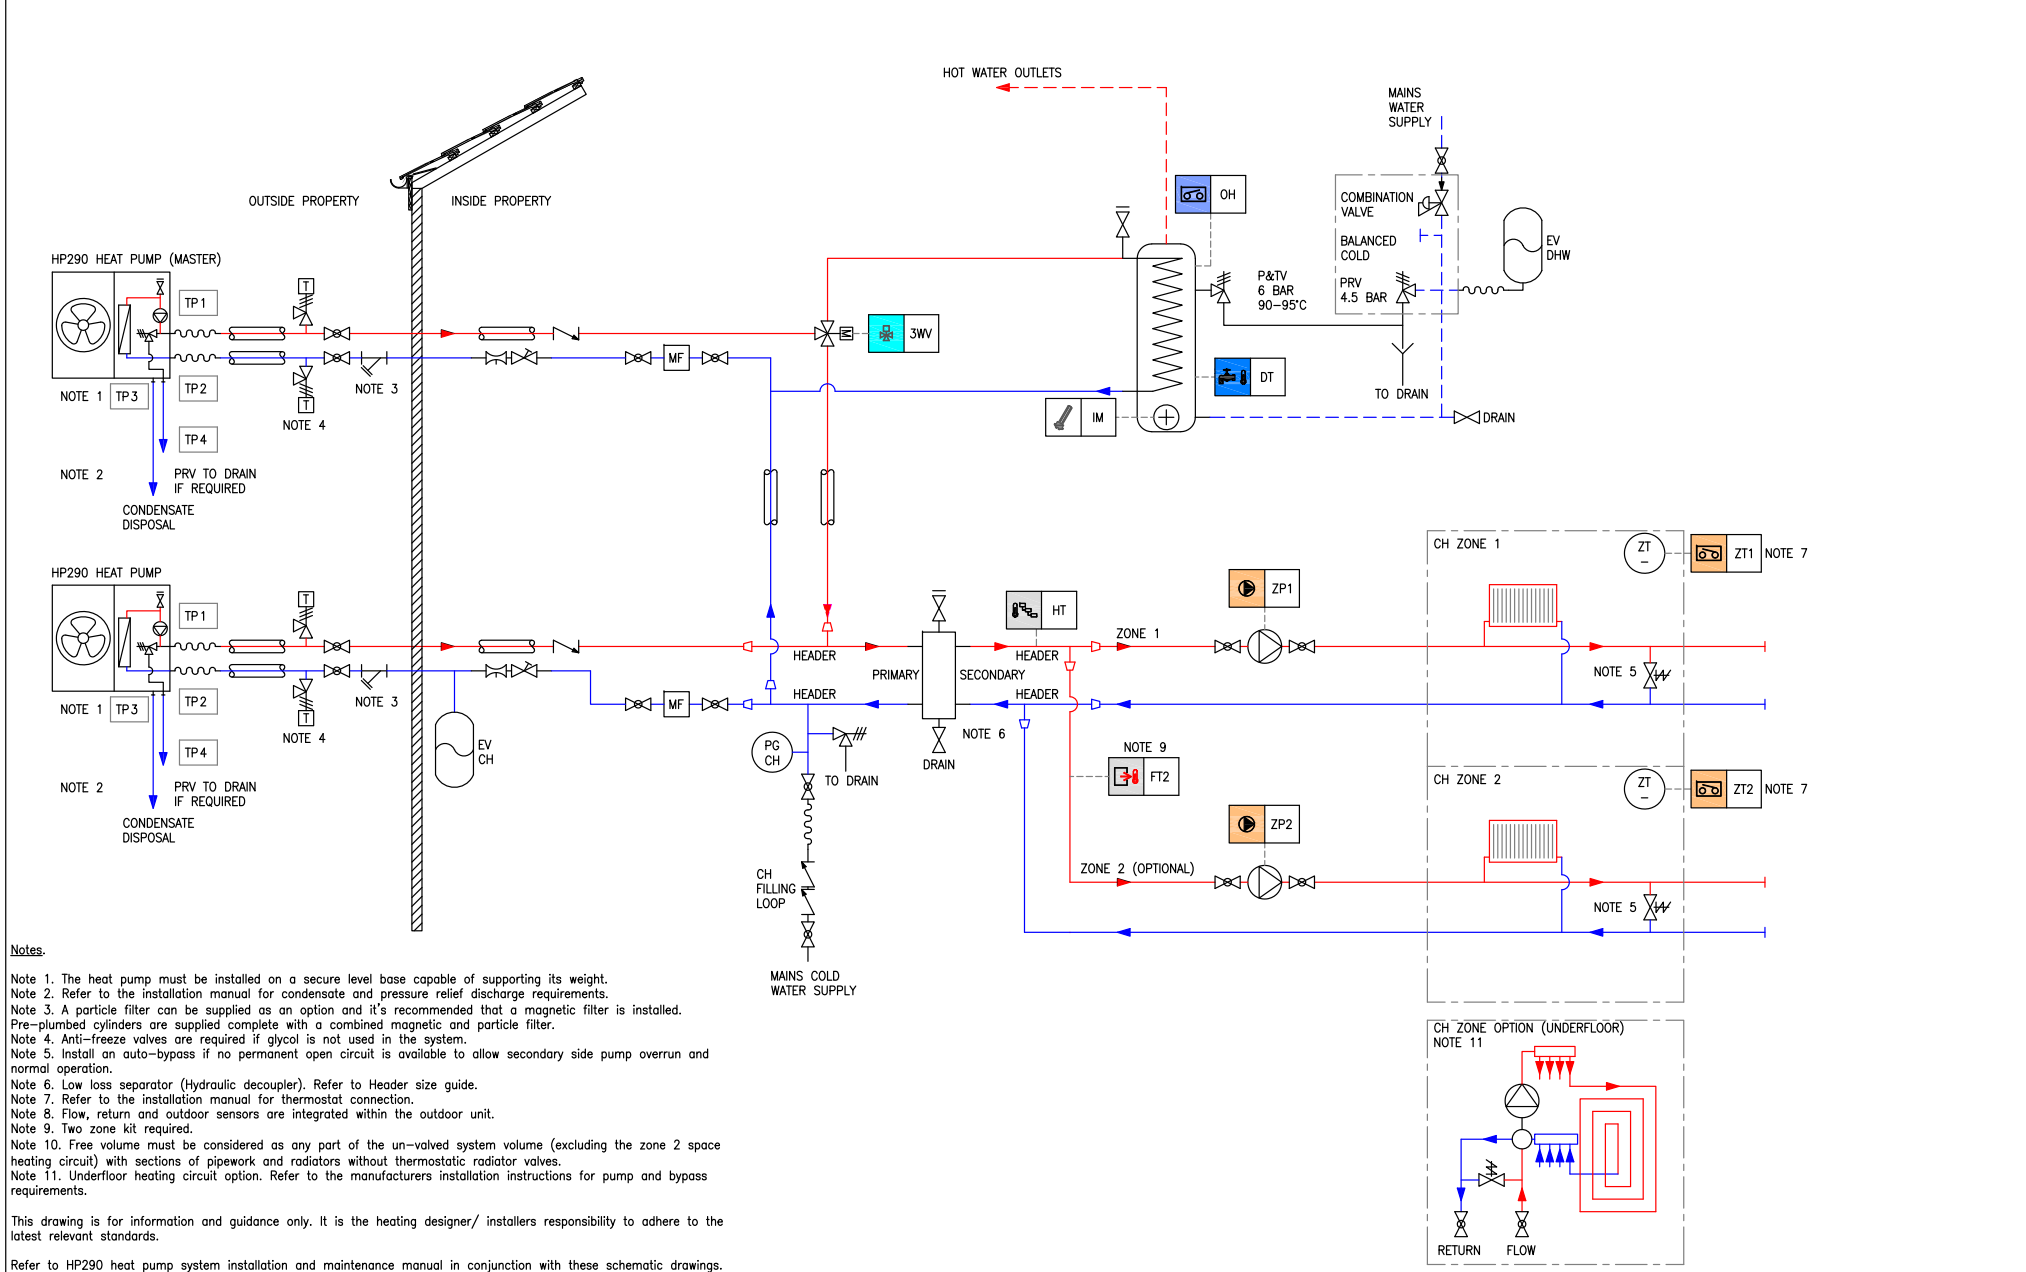 HOT WATER OUTLETS
MAINS
WATER
SUPPLY
OUTSIDE PROPERTY
INSIDE PROPERTY
OH
COMBINATION
VALVE
BALANCED
COLD
PRV
4.5 BAR
EV
DHW
P&TV
6 BAR
90-95°C
HP290 HEAT PUMP (MASTER)
TP1
T
M
3WV
MF
DT
TO DRAIN
NOTE 1
TP3
TP2
NOTE 3
T
NOTE 4
IM
DRAIN
TP4
NOTE 2
PRV TO DRAIN
IF REQUIRED
CONDENSATE
DISPOSAL
CH ZONE 1
ZT
-
ZT1
NOTE 7
HP290 HEAT PUMP
TP1
T
HT
ZP1
ZONE 1
HEADER
PRIMARY
SECONDARY
HEADER
NOTE 5
HEADER
HEADER
MF
NOTE 1
TP3
TP2
NOTE 3
T
NOTE 4
EV
CH
PG
CH
TO DRAIN
NOTE 6
DRAIN
NOTE 9
FT2
TP4
NOTE 2
PRV TO DRAIN
IF REQUIRED
CONDENSATE
DISPOSAL
CH ZONE 2
ZT
-
ZT2
NOTE 7
ZP2
ZONE 2 (OPTIONAL)
NOTE 5
CH
FILLING
LOOP
MAINS COLD
WATER SUPPLY
Notes.
Note 1. The heat pump must be installed on a secure level base capable of supporting its weight.
Note 2. Refer to the installation manual for condensate and pressure relief discharge requirements.
Note 3. A particle filter can be supplied as an option and it's recommended that a magnetic filter is installed.
Pre-plumbed cylinders are supplied complete with a combined magnetic and particle filter.
Note 4. Anti-freeze valves are required if glycol is not used in the system.
Note 5. Install an auto-bypass if no permanent open circuit is available to allow secondary side pump overrun and
normal operation.
Note 6. Low loss separator (Hydraulic decoupler). Refer to Header size guide.
Note 7. Refer to the installation manual for thermostat connection.
Note 8. Flow, return and outdoor sensors are integrated within the outdoor unit.
Note 9. Two zone kit required.
Note 10. Free volume must be considered as any part of the un-valved system volume (excluding the zone 2 space
heating circuit) with sections of pipework and radiators without thermostatic radiator valves.
Note 11. Underfloor heating circuit option. Refer to the manufacturers installation instructions for pump and bypass
requirements.
This drawing is for information and guidance only. It is the heating designer/ installers responsibility to adhere to the
latest relevant standards.
Refer to HP290 heat pump system installation and maintenance manual in conjunction with these schematic drawings.
CH ZONE OPTION (UNDERFLOOR)
NOTE 11
RETURN
FLOW